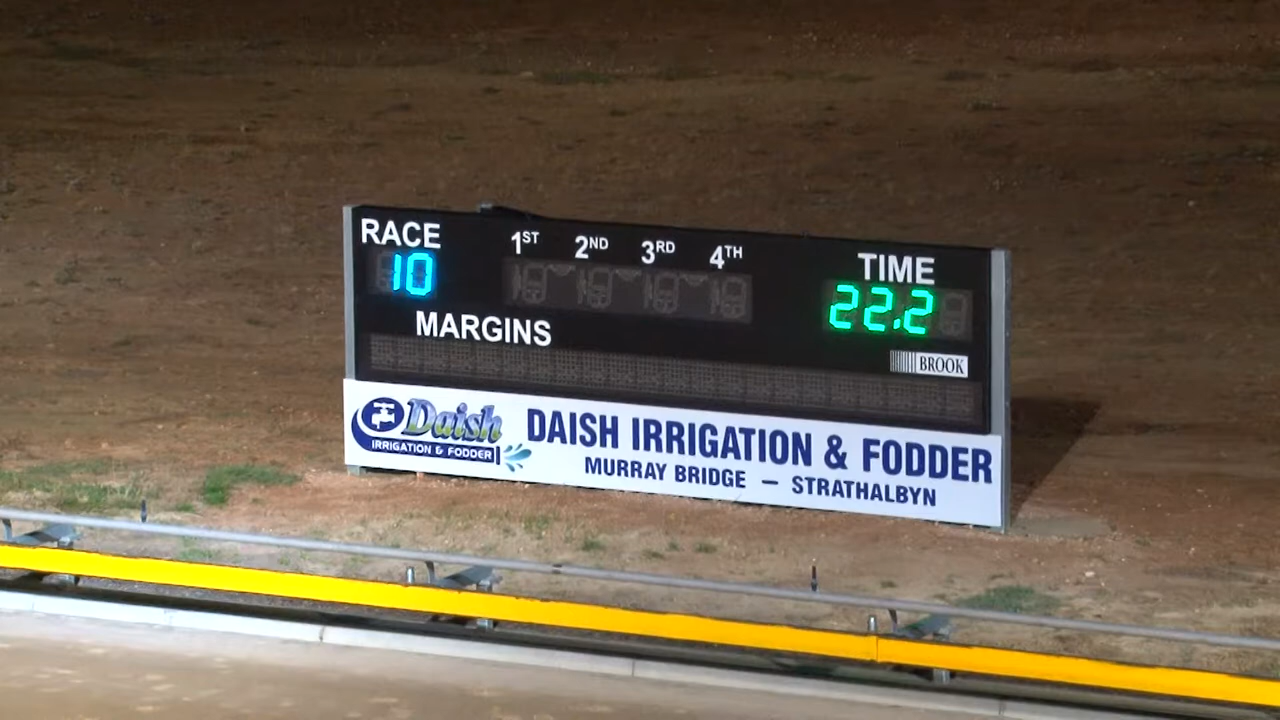 RACE 1ST 2ND 3RD 4TH TIME
10 22.2
MARGINS
BROOK
Daish
IRRIGATION & FODDER
DAISH IRRIGATION & FODDER
MURRAY BRIDGE — STRATHALBYN